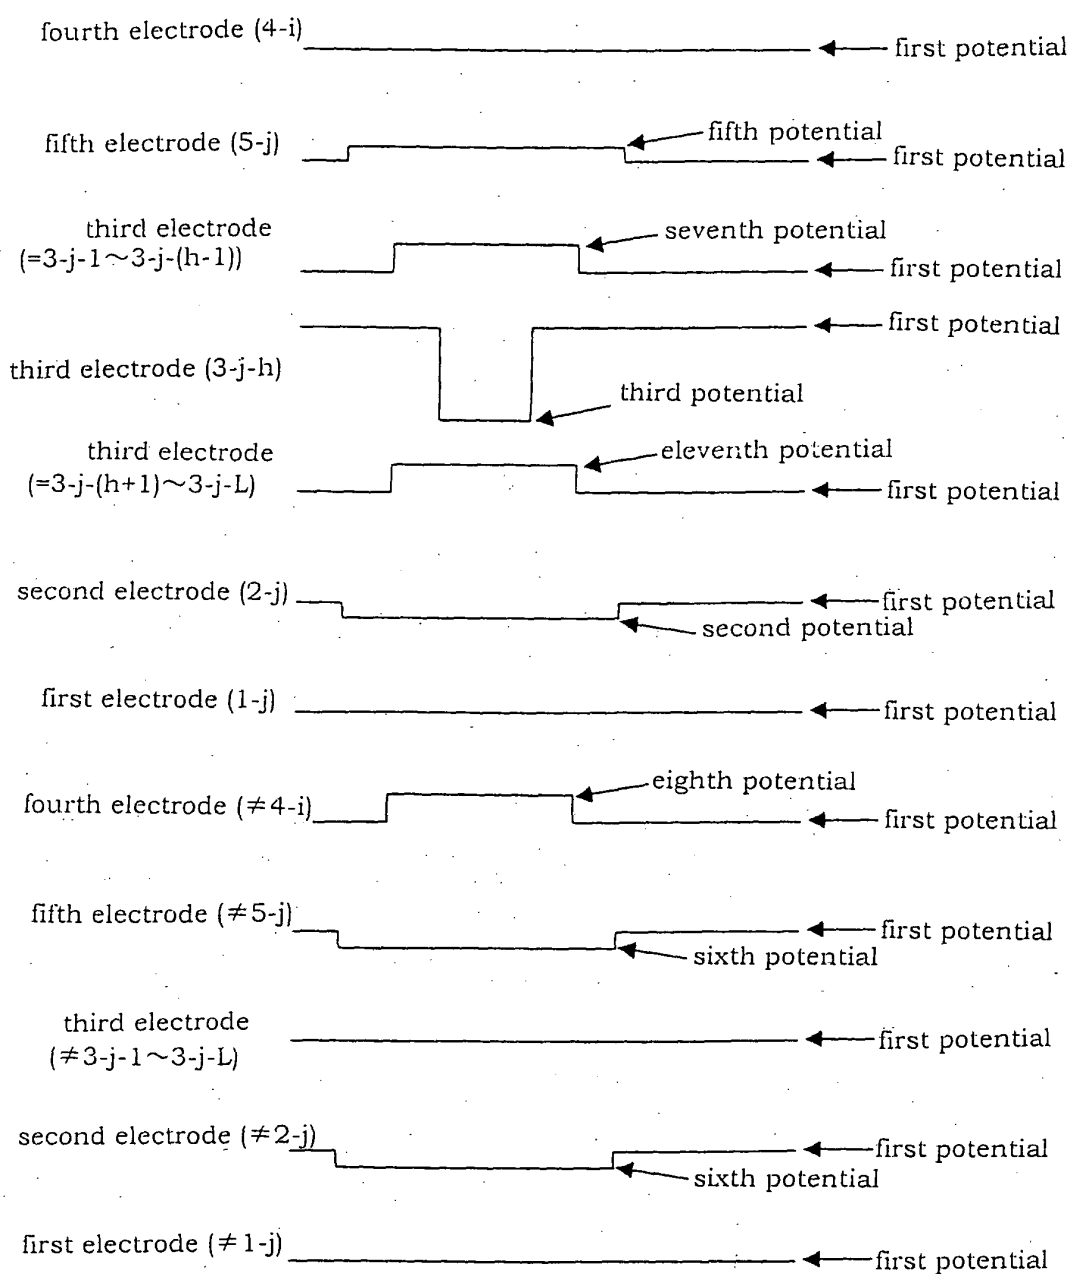 fourth electrode (4-i)
first potential
fifth electrode (5-j)
fifth potential
first potential
third electrode
(=3-j-1~3-j-(h-1))
seventh potential
first potential
first potential
third electrode (3-j-h)
third potential
third electrode
(=3-j-(h+1)~3-j-L)
eleventh potential
first potential
second electrode (2-j)
first potential
second potential
first electrode (1-j)
first potential
eighth potential
fourth electrode (≠4-i)
first potential
fifth electrode (≠5-j)
first potential
sixth potential
third electrode
(≠3-j-1~3-j-L)
first potential
second electrode (≠2-j)
first potential
sixth potential
first electrode (≠1-j)
first potential